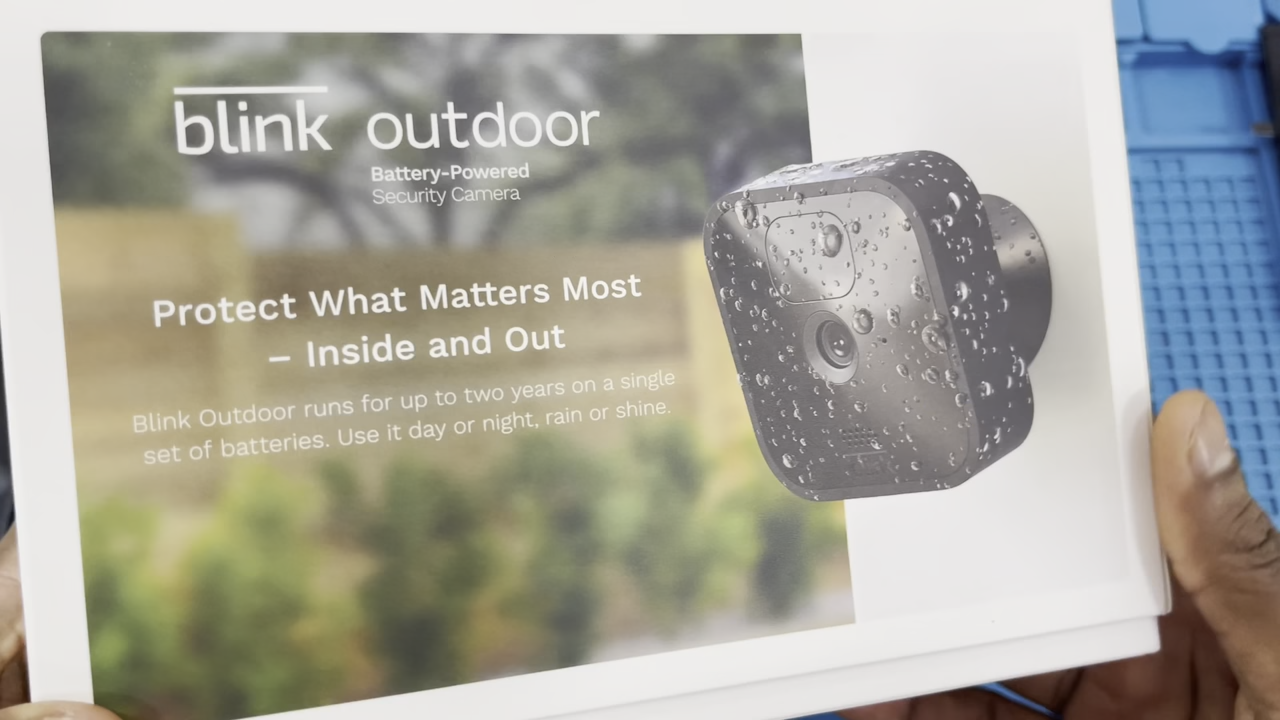 blink outdoor
Battery-Powered
Security Camera
Protect What Matters Most
– Inside and Out
Blink Outdoor runs for up to two years on a single
set of batteries. Use it day or night, rain or shine.